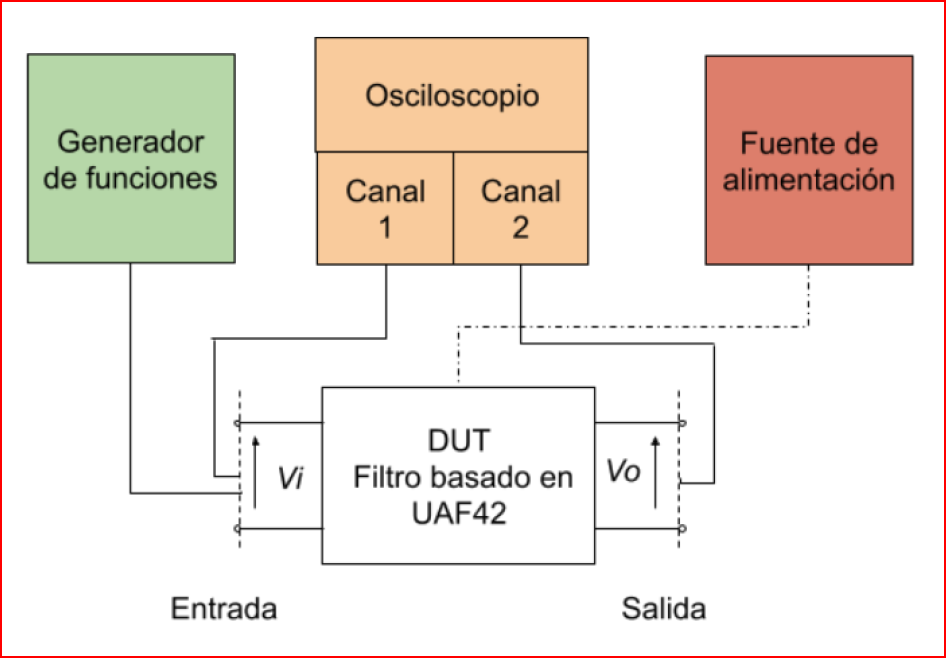 Generador
de funciones
Osciloscopio
Canal
1
Canal
2
Fuente de
alimentación
Vi
DUT
Filtro basado en
UAF42
Vo
Entrada
Salida